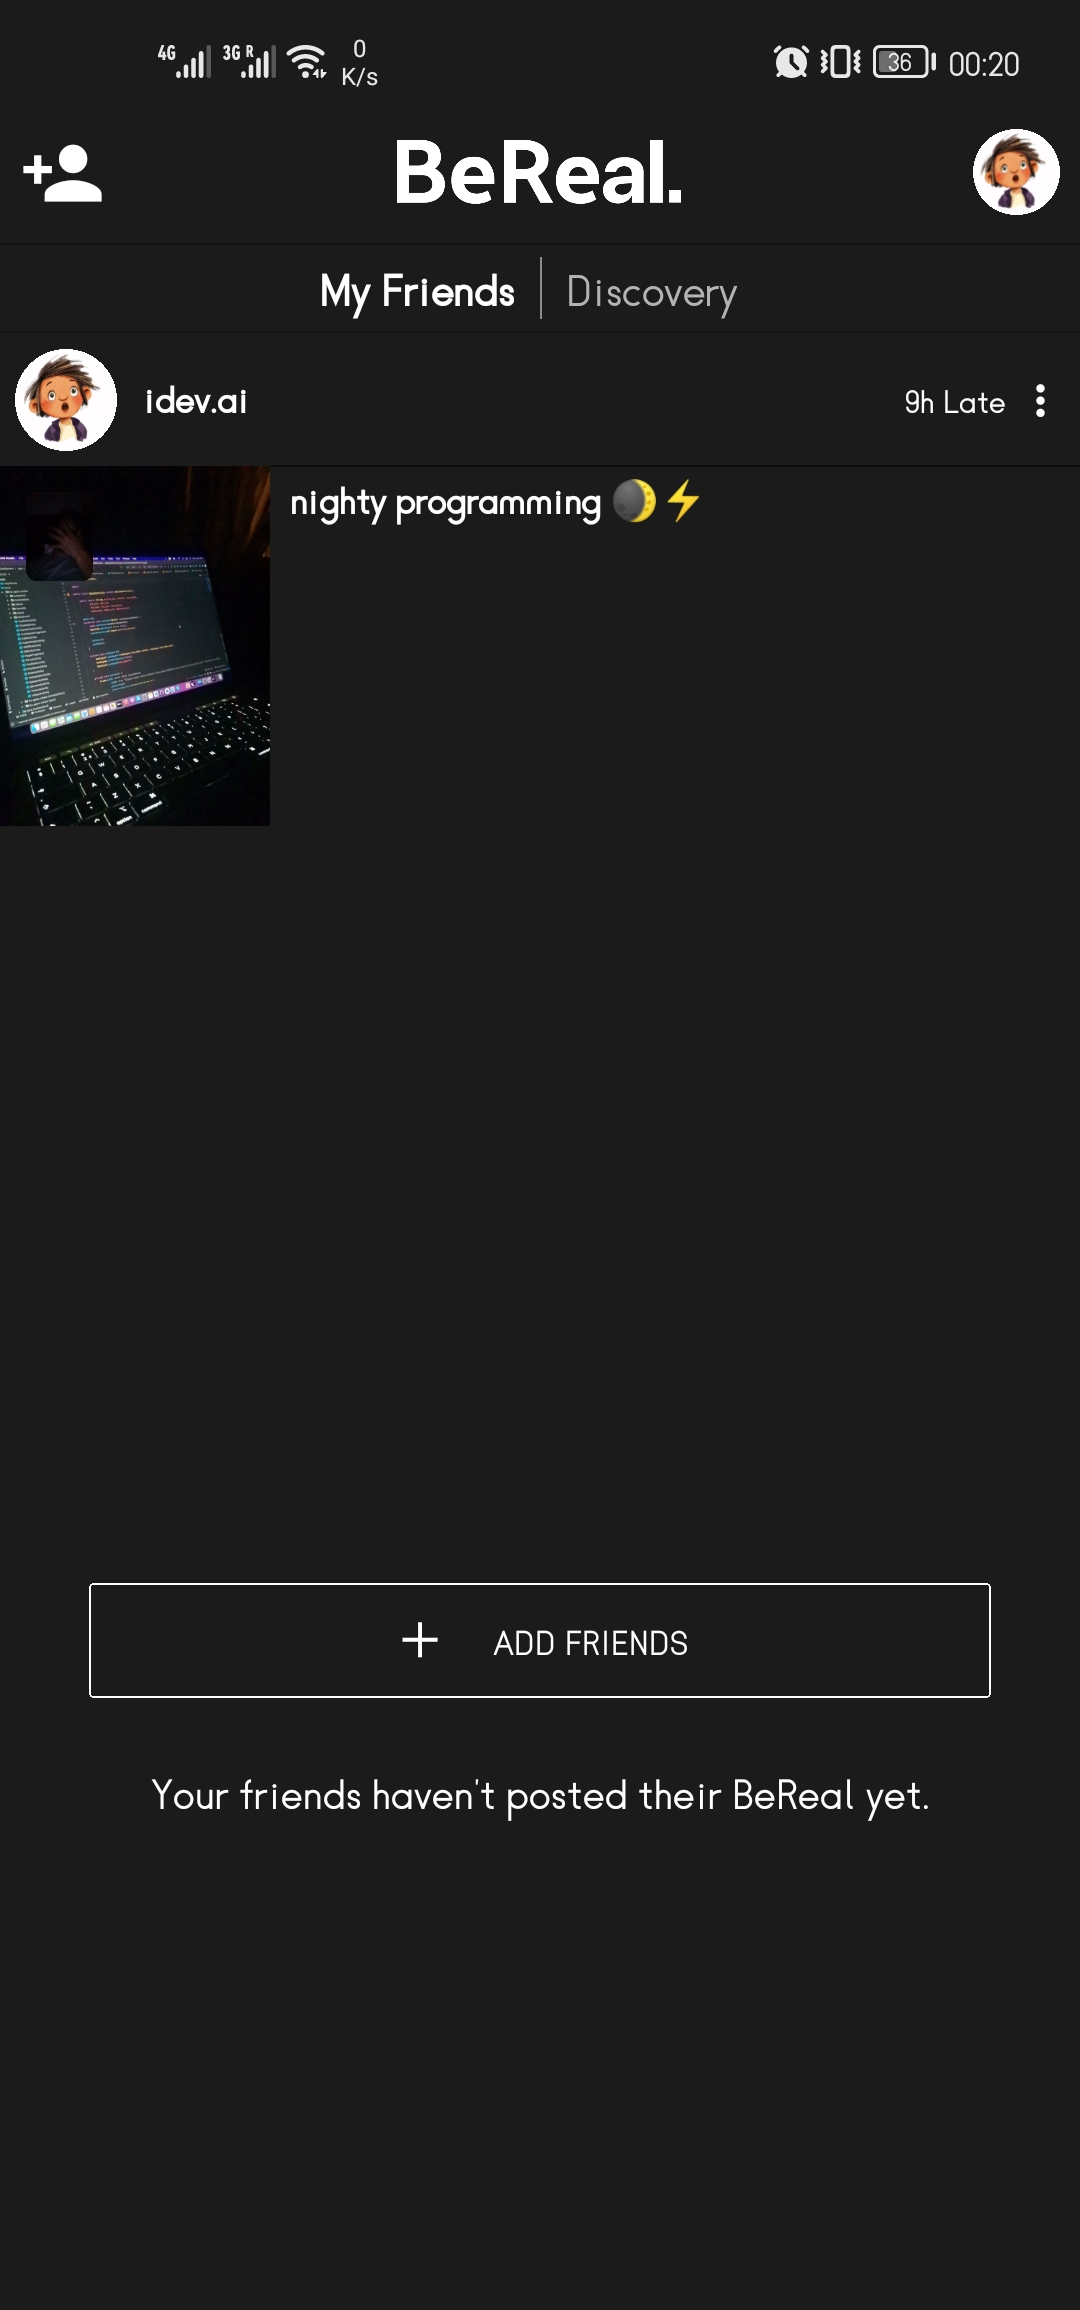 4G 3G R 0 K/s 36 00:20
BeReal.
My Friends Discovery
idev.ai 9h Late
nighty programming 🌒⚡
ADD FRIENDS
Your friends haven't posted their BeReal yet.